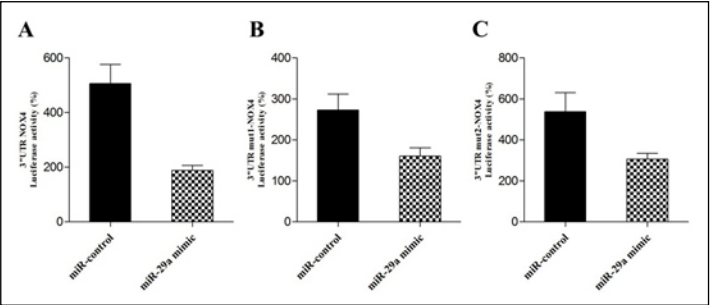 A
3"UTR NOX4
Luciferase activity (%)
600
400
200
0
miR-control
miR-29a mimic
B
3"UTR mut1-NOX4
Luciferase activity (%)
400
300
200
100
0
miR-control
miR-29a mimic
C
3"UTR mut2-NOX4
Luciferase activity (%)
800
600
400
200
0
miR-control
miR-29a mimic